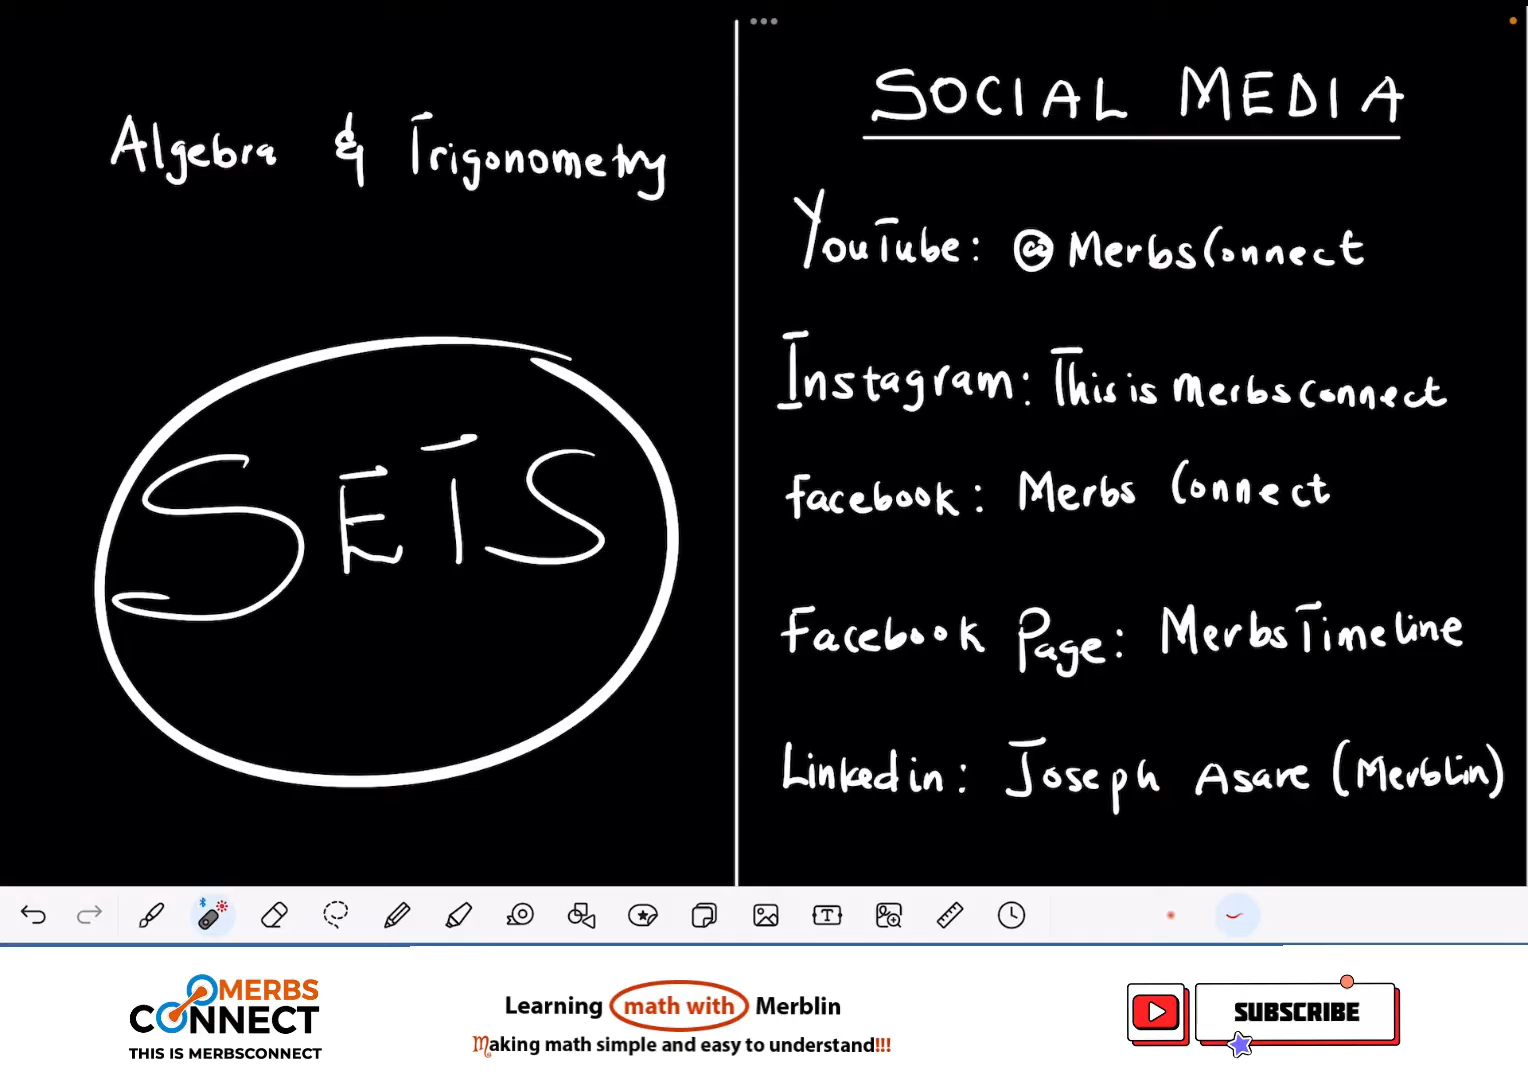 Algebra & Trigonometry
SETS
SOCIAL MEDIA
YouTube: @MerbsConnect
Instagram: This is merbsconnect
facebook: Merbs Connect
Facebook Page: MerbsTimeline
Linkedin: Joseph Asare (Merblin)
MERBS
CONNECT
THIS IS MERBSCONNECT
Learning math with Merblin
Making math simple and easy to understand!!!
SUBSCRIBE